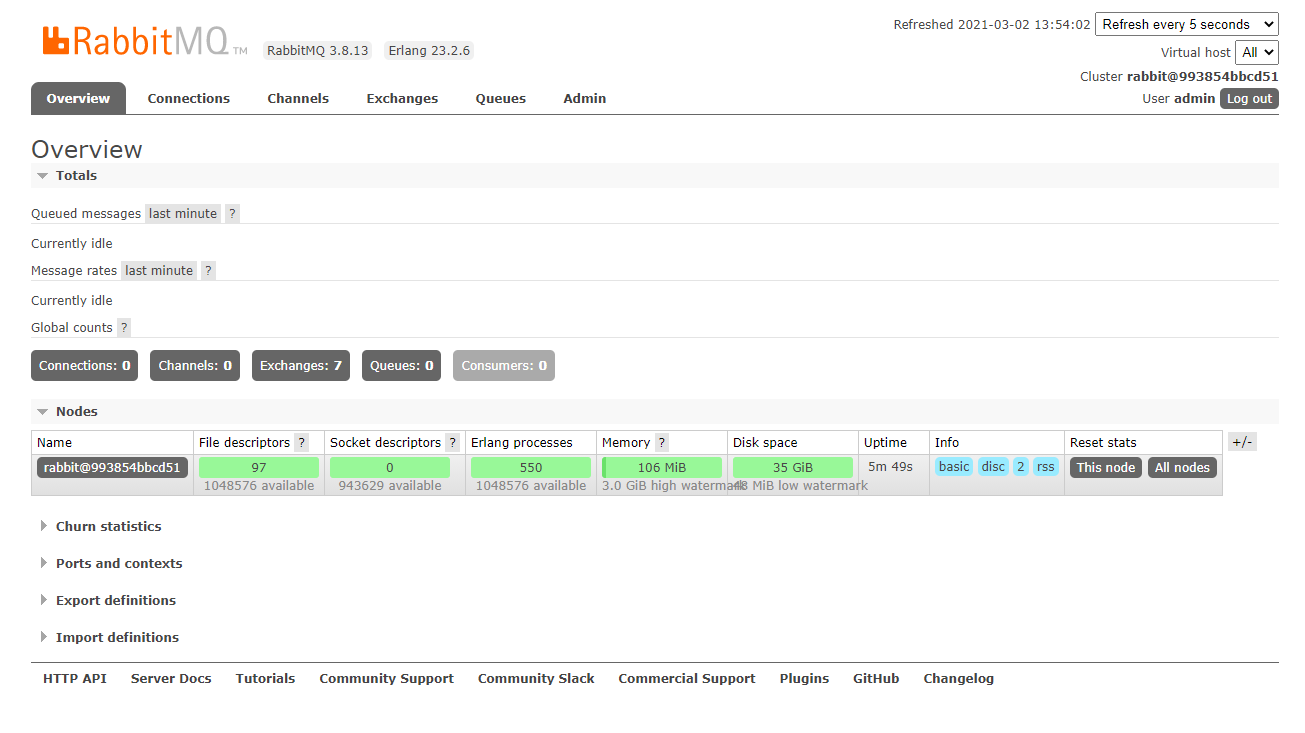 RabbitMQ TM RabbitMQ 3.8.13 Erlang 23.2.6
Refreshed 2021-03-02 13:54:02 Refresh every 5 seconds
Virtual host All
Cluster rabbit@993854bbcd51
User admin Log out
Overview Connections Channels Exchanges Queues Admin
Overview
Totals
Queued messages last minute ?
Currently idle
Message rates last minute ?
Currently idle
Global counts ?
Connections: 0 Channels: 0 Exchanges: 7 Queues: 0 Consumers: 0
Nodes
Name File descriptors ? Socket descriptors ? Erlang processes Memory ? Disk space Uptime Info Reset stats +/-
rabbit@993854bbcd51 97 0 550 106 MiB 35 GiB 5m 49s basic disc 2 rss This node All nodes
1048576 available 943629 available 1048576 available 3.0 GiB high watermark 48 MiB low watermark
Churn statistics
Ports and contexts
Export definitions
Import definitions
HTTP API Server Docs Tutorials Community Support Community Slack Commercial Support Plugins GitHub Changelog